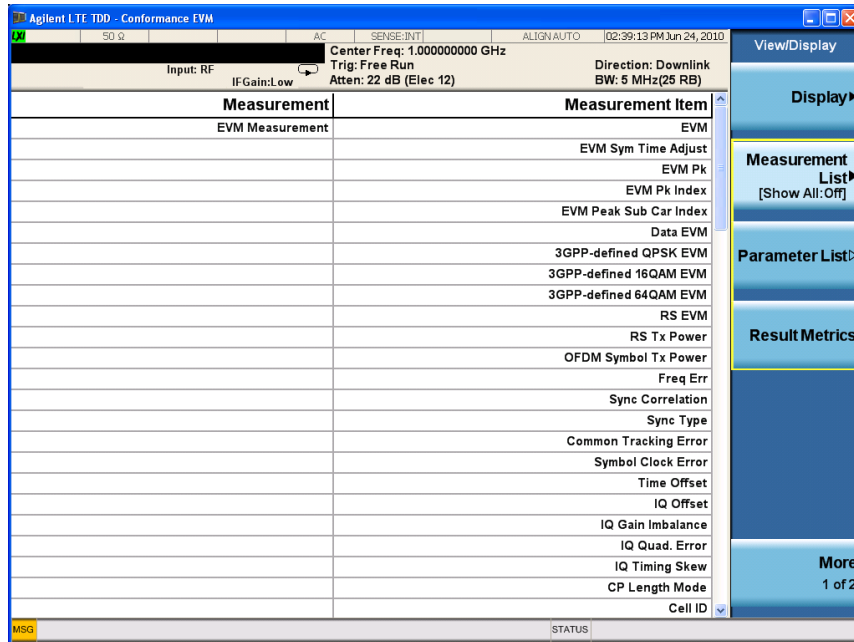 Agilent LTE TDD - Conformance EVM
LXI 50 Ω AC SENSE:INT ALIGN AUTO 02:39:13 PM Jun 24, 2010
Center Freq: 1.000000000 GHz
Input: RF Trig: Free Run Direction: Downlink
IFGain:Low Atten: 22 dB (Elec 12) BW: 5 MHz(25 RB)
Measurement Measurement Item
EVM Measurement EVM
EVM Sym Time Adjust
EVM Pk
EVM Pk Index
EVM Peak Sub Car Index
Data EVM
3GPP-defined QPSK EVM
3GPP-defined 16QAM EVM
3GPP-defined 64QAM EVM
RS EVM
RS Tx Power
OFDM Symbol Tx Power
Freq Err
Sync Correlation
Sync Type
Common Tracking Error
Symbol Clock Error
Time Offset
IQ Offset
IQ Gain Imbalance
IQ Quad. Error
IQ Timing Skew
CP Length Mode
Cell ID
MSG STATUS
View/Display
Display
Measurement
List
[Show All:Off]
Parameter List
Result Metrics
More
1 of 2